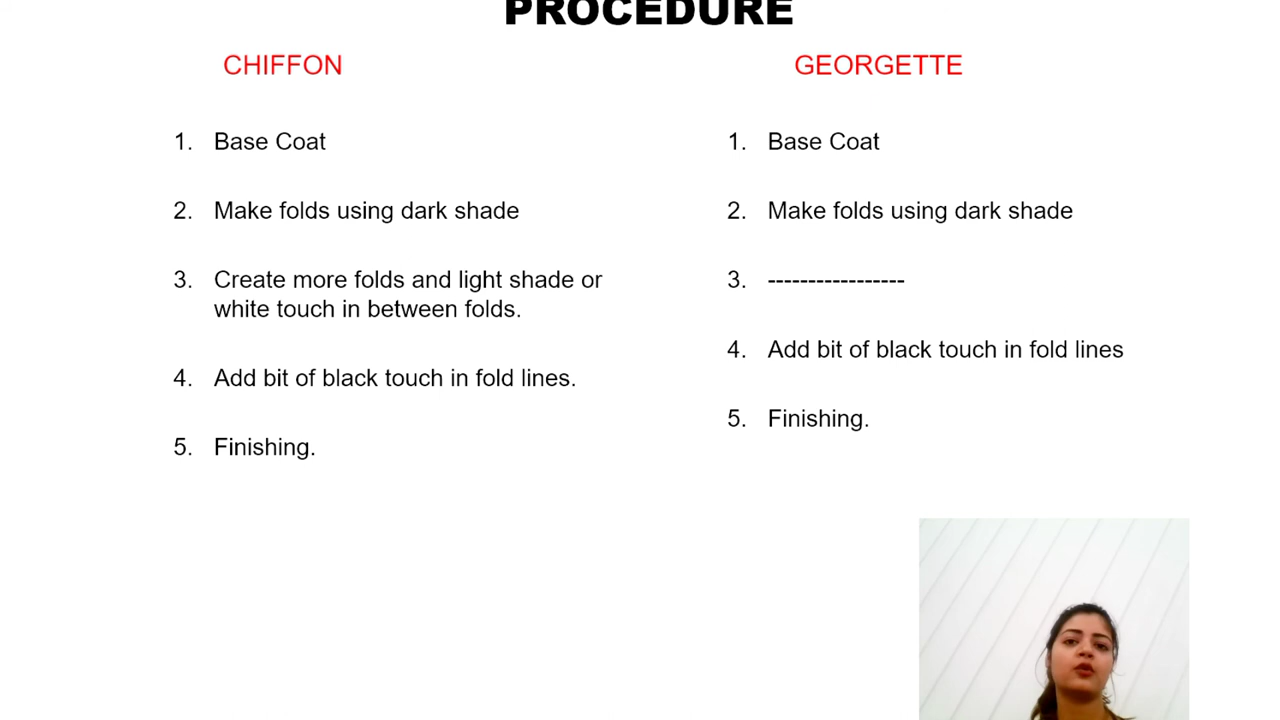 PROCEDURE
CHIFFON
1. Base Coat
2. Make folds using dark shade
3. Create more folds and light shade or
white touch in between folds.
4. Add bit of black touch in fold lines.
5. Finishing.
GEORGETTE
1. Base Coat
2. Make folds using dark shade
3. -----------------
4. Add bit of black touch in fold lines
5. Finishing.